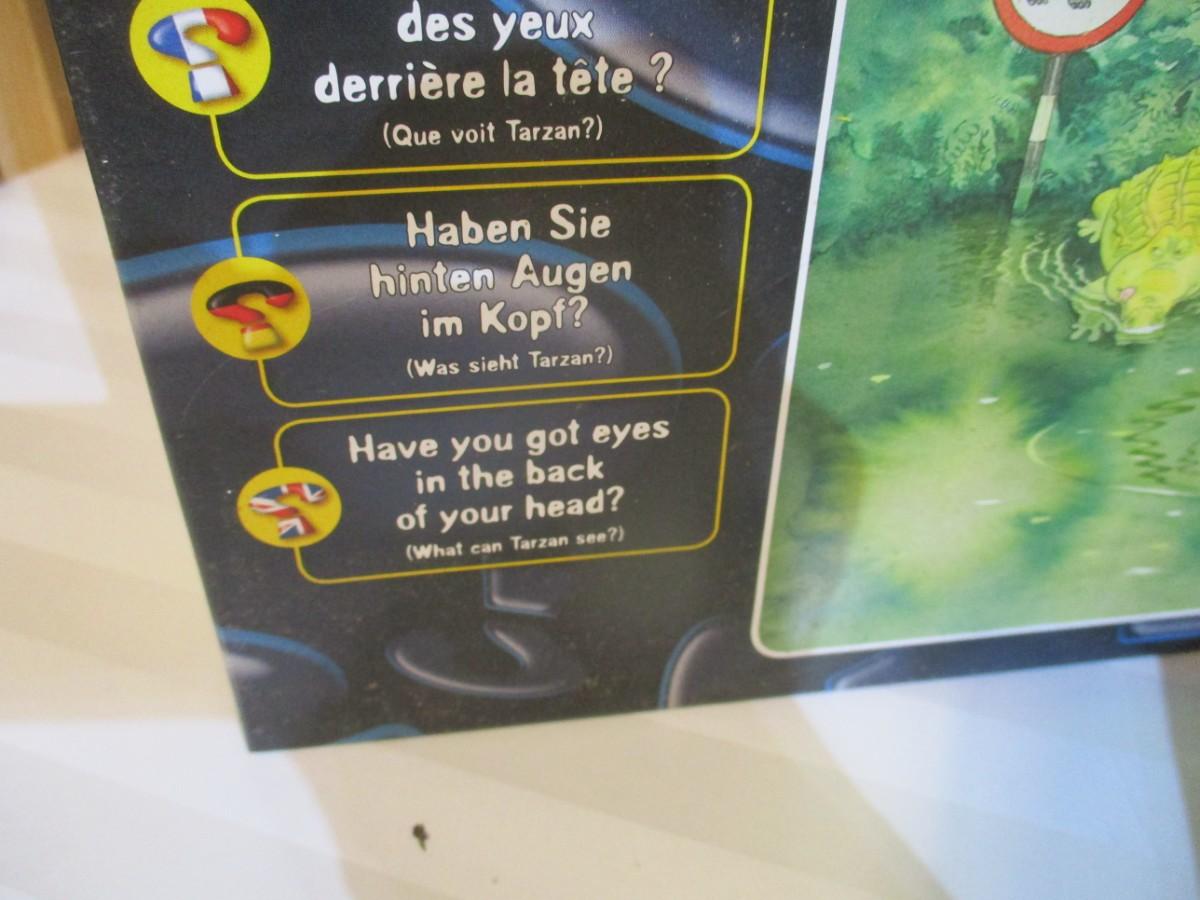 des yeux
derrière la tête ?
(Que voit Tarzan?)
Haben Sie
hinten Augen
im Kopf?
(Was sieht Tarzan?)
Have you got eyes
in the back
of your head?
(What can Tarzan see?)